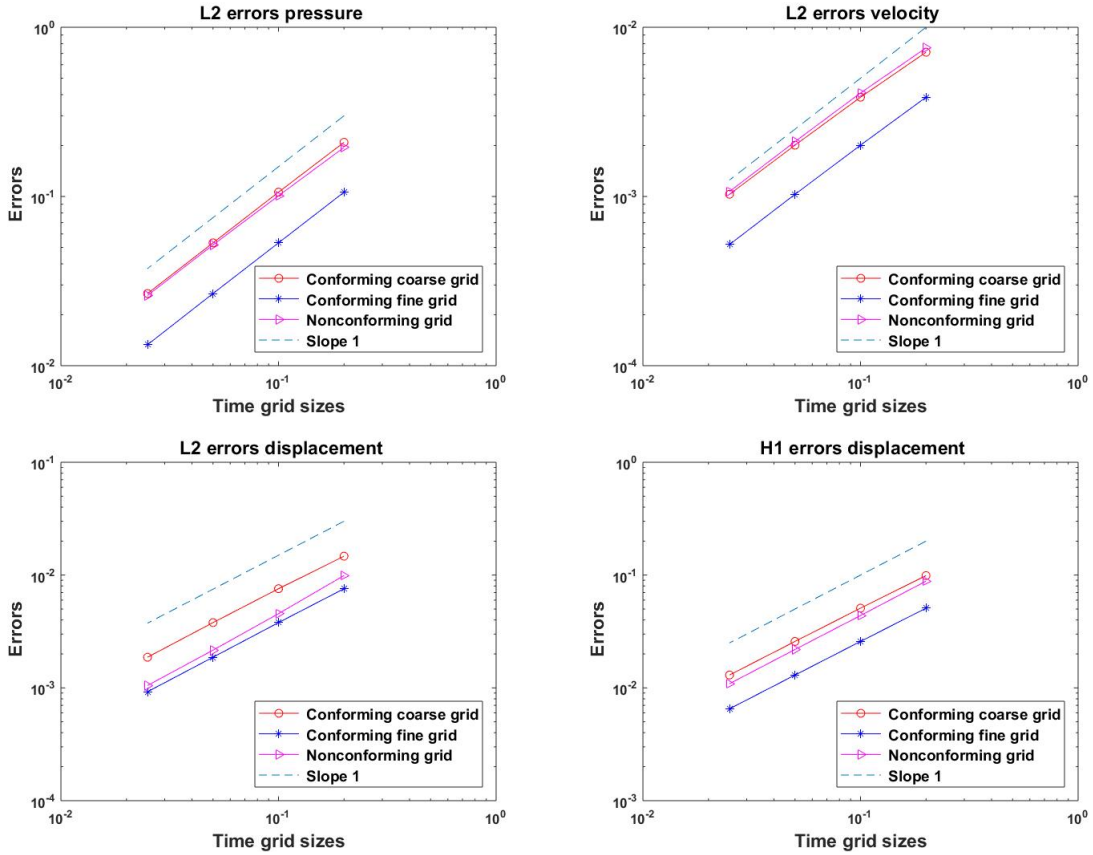 L2 errors pressure
10^0
10^-1
10^-2
Errors
10^-2
10^-1
10^0
Time grid sizes
Conforming coarse grid
Conforming fine grid
Nonconforming grid
Slope 1
L2 errors velocity
10^-2
10^-3
10^-4
Errors
10^-2
10^-1
10^0
Time grid sizes
Conforming coarse grid
Conforming fine grid
Nonconforming grid
Slope 1
L2 errors displacement
10^-1
10^-2
10^-3
10^-4
Errors
10^-2
10^-1
10^0
Time grid sizes
Conforming coarse grid
Conforming fine grid
Nonconforming grid
Slope 1
H1 errors displacement
10^0
10^-1
10^-2
10^-3
Errors
10^-2
10^-1
10^0
Time grid sizes
Conforming coarse grid
Conforming fine grid
Nonconforming grid
Slope 1